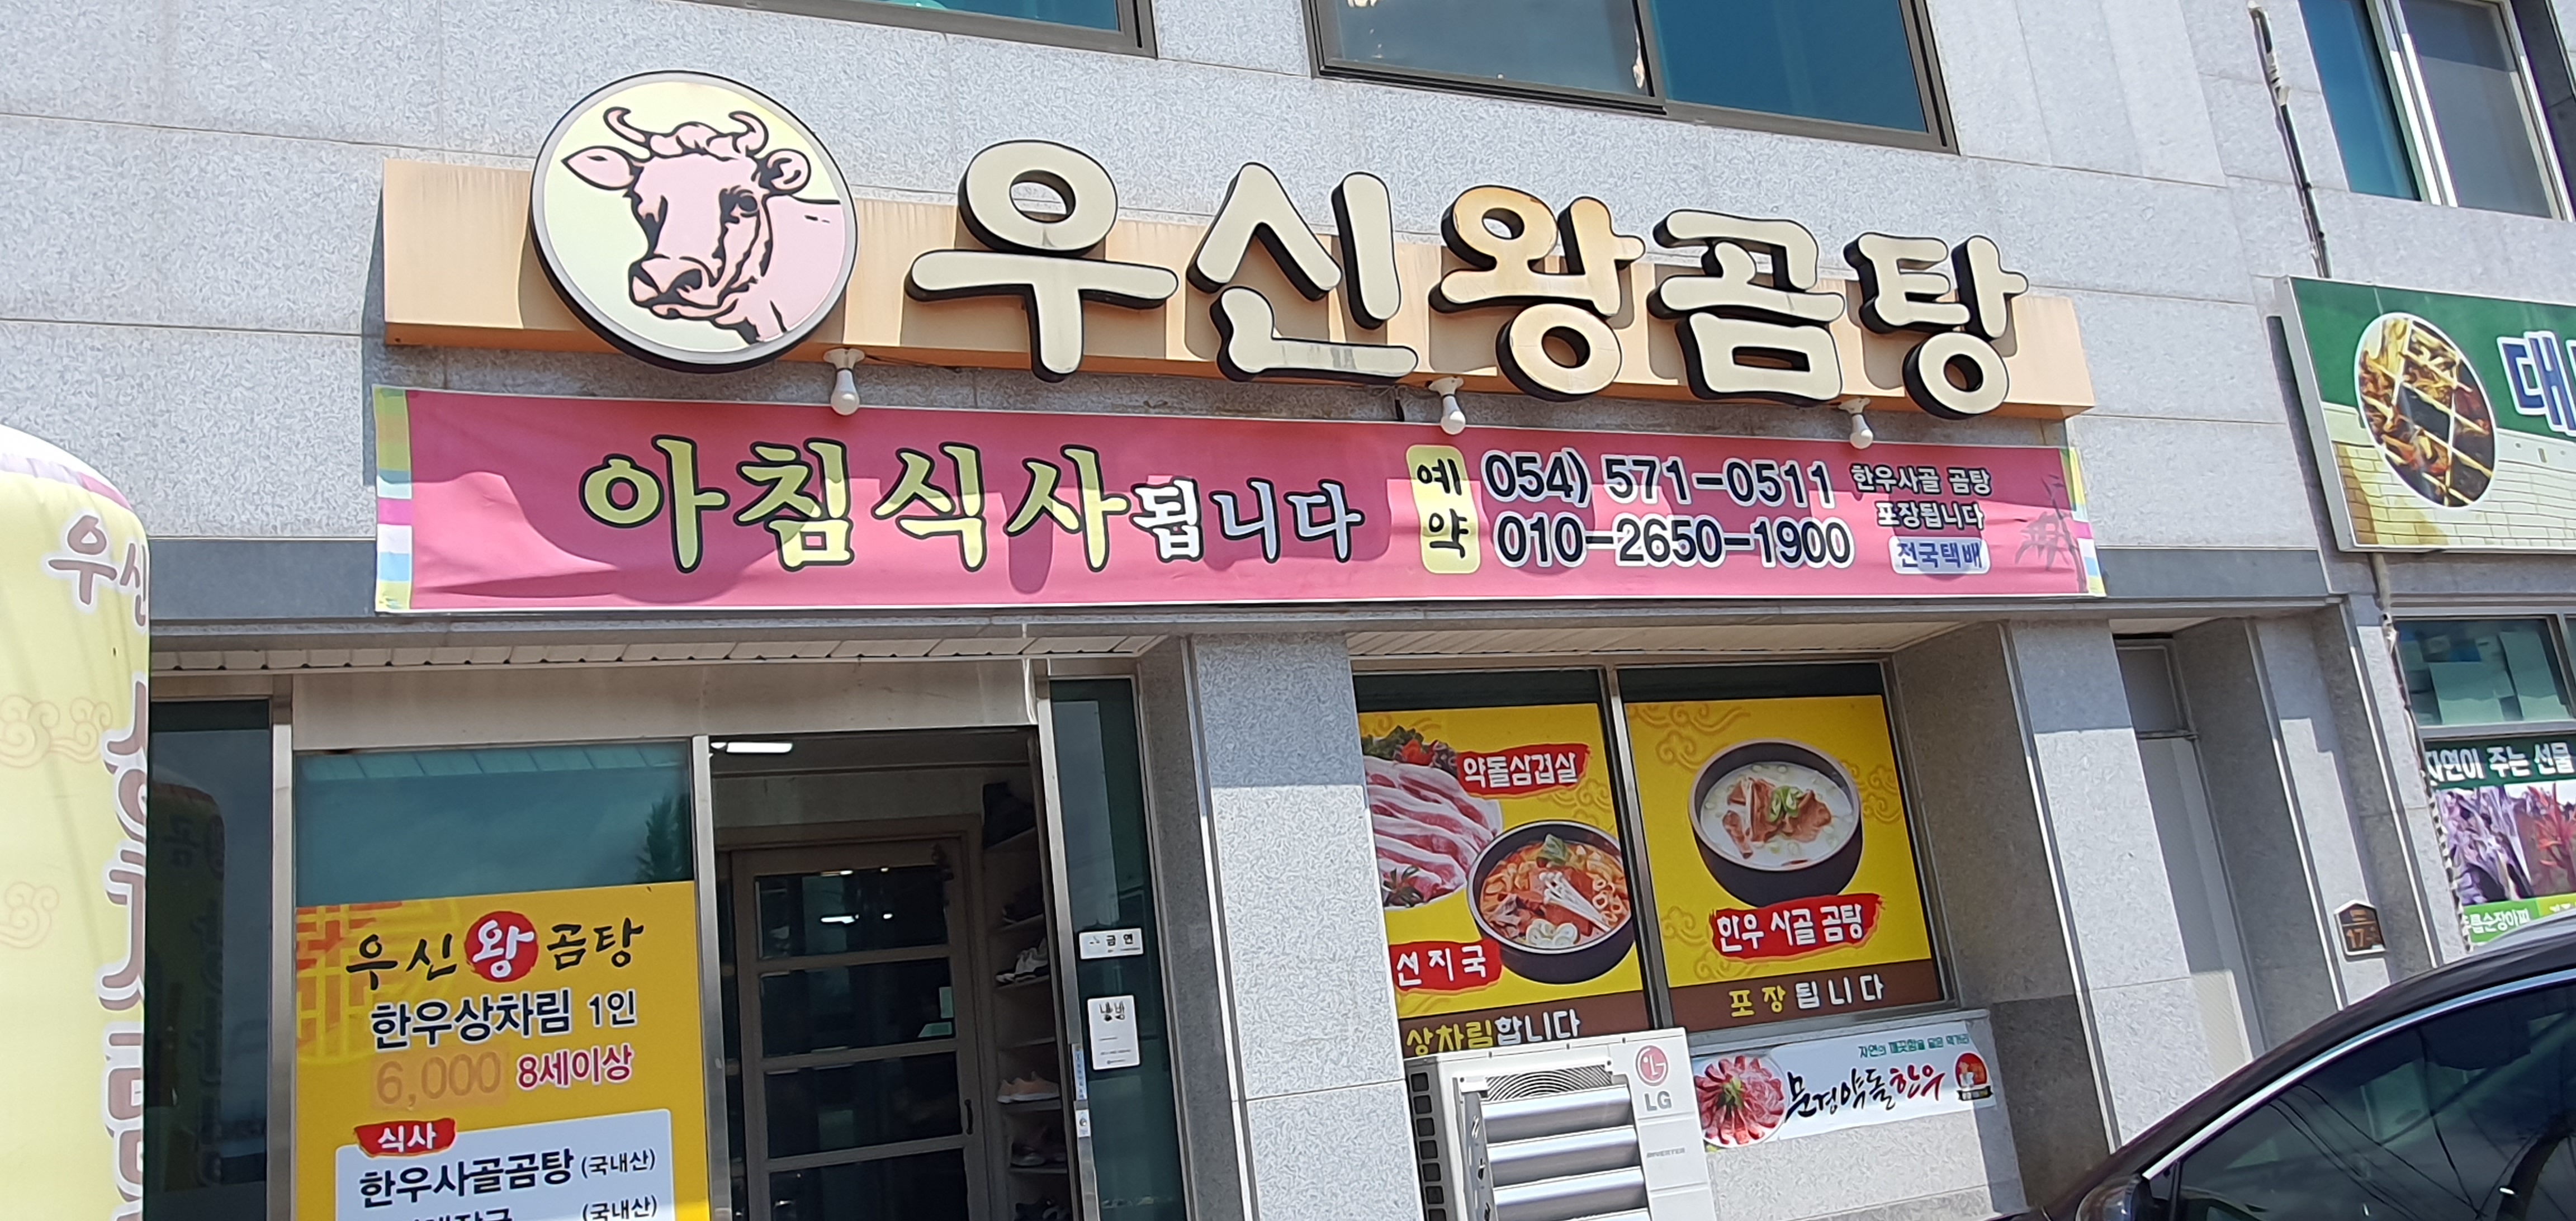 우신왕곰탕
아침식사됩니다
예약
054) 571-0511
010-2650-1900
한우사골 곰탕
포장됩니다
전국택배
우신
우신왕곰탕
한우상차림 1인
6,000 8세이상
식사
한우사골곰탕 (국내산)
(국내산)
금연
냉방
약돌삼겹살
선지국
상차림합니다
한우 사골 곰탕
포장됩니다
LG
INVERTER
문경약돌한우
자연이 주는 선물